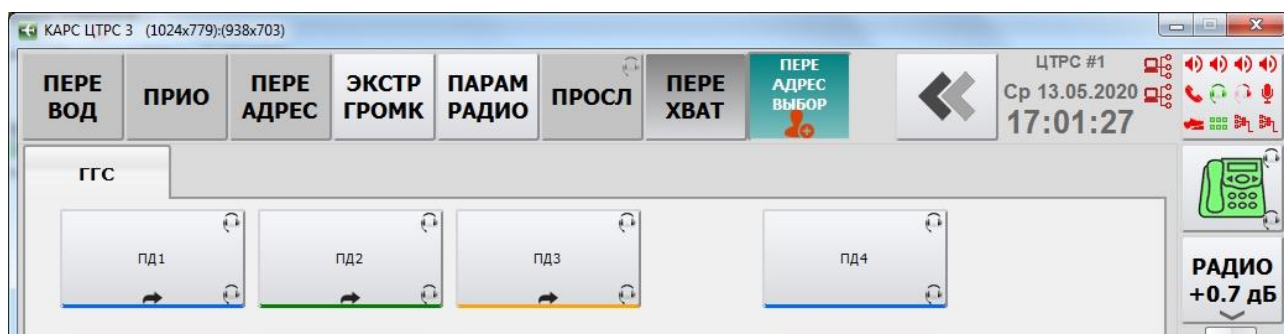 КАРС ЦТРС 3 (1024x779):(938x703)
ПЕРЕ
ВОД
ПРИО
ПЕРЕ
АДРЕС
ЭКСТР
ГРОМК
ПАРАМ
РАДИО
ПРОСЛ
ПЕРЕ
ХВАТ
ПЕРЕ
АДРЕС
ВЫБОР
ЦТРС #1
Ср 13.05.2020
17:01:27
ГГС
ПД1
ПД2
ПД3
ПД4
РАДИО
+0.7 дБ